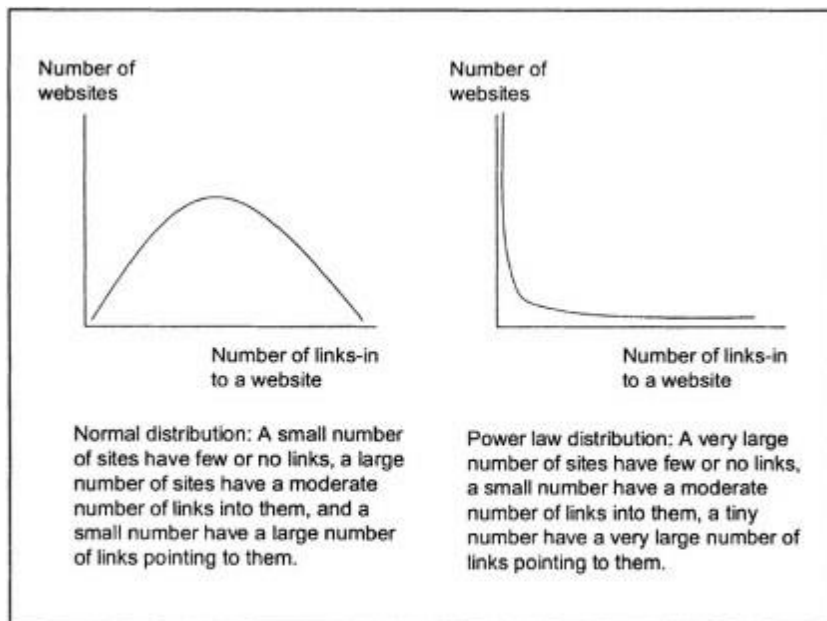 Number of
websites
Number of links-in
to a website
Normal distribution: A small number
of sites have few or no links, a large
number of sites have a moderate
number of links into them, and a
small number have a large number
of links pointing to them.
Number of
websites
Number of links-in
to a website
Power law distribution: A very large
number of sites have few or no links,
a small number have a moderate
number of links into them, a tiny
number have a very large number of
links pointing to them.